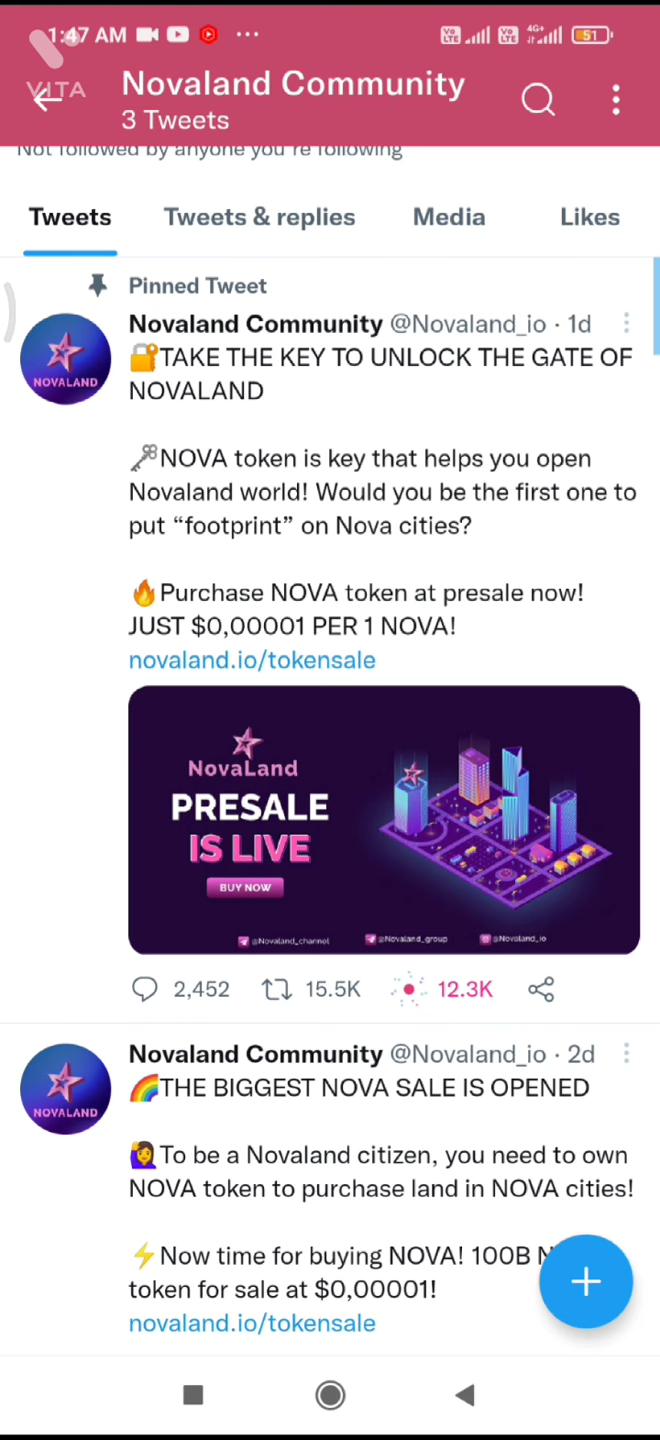 1:47 AM
VITA
51
Novaland Community
3 Tweets
Not followed by anyone you're following
Tweets Tweets & replies Media Likes
Pinned Tweet
Novaland Community @Novaland_io · 1d
🔐TAKE THE KEY TO UNLOCK THE GATE OF
NOVALAND
🗝NOVA token is key that helps you open
Novaland world! Would you be the first one to
put “footprint” on Nova cities?
🔥Purchase NOVA token at presale now!
JUST $0,00001 PER 1 NOVA!
novaland.io/tokensale
NovaLand
PRESALE
IS LIVE
BUY NOW
@Novaland_channel @Novaland_group @Novaland_io
2,452 15.5K 12.3K
NOVALAND
Novaland Community @Novaland_io · 2d
🌈THE BIGGEST NOVA SALE IS OPENED
🙋‍♀️To be a Novaland citizen, you need to own
NOVA token to purchase land in NOVA cities!
⚡Now time for buying NOVA! 100B N
token for sale at $0,00001!
novaland.io/tokensale
NOVALAND